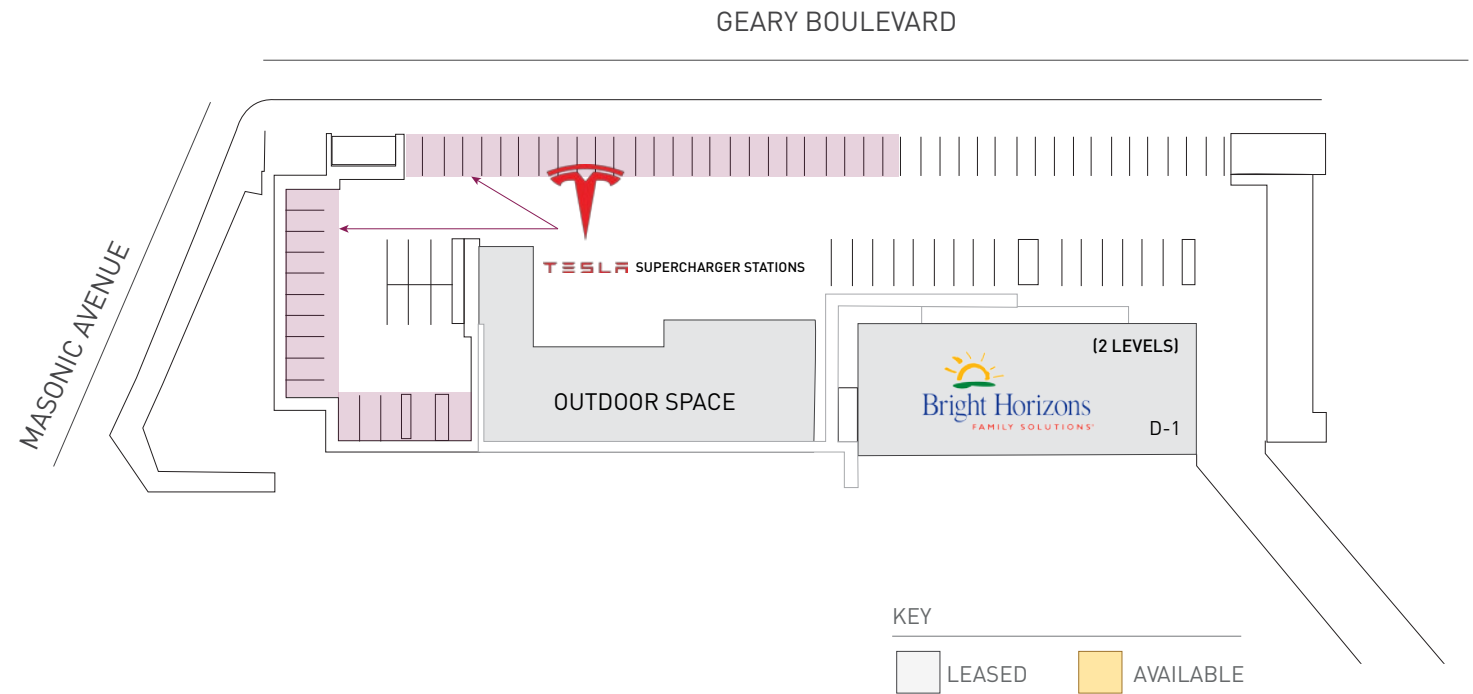 GEARY BOULEVARD
MASONIC AVENUE
TESLA SUPERCHARGER STATIONS
(2 LEVELS)
OUTDOOR SPACE
Bright Horizons
FAMILY SOLUTIONS
D-1
KEY
LEASED
AVAILABLE